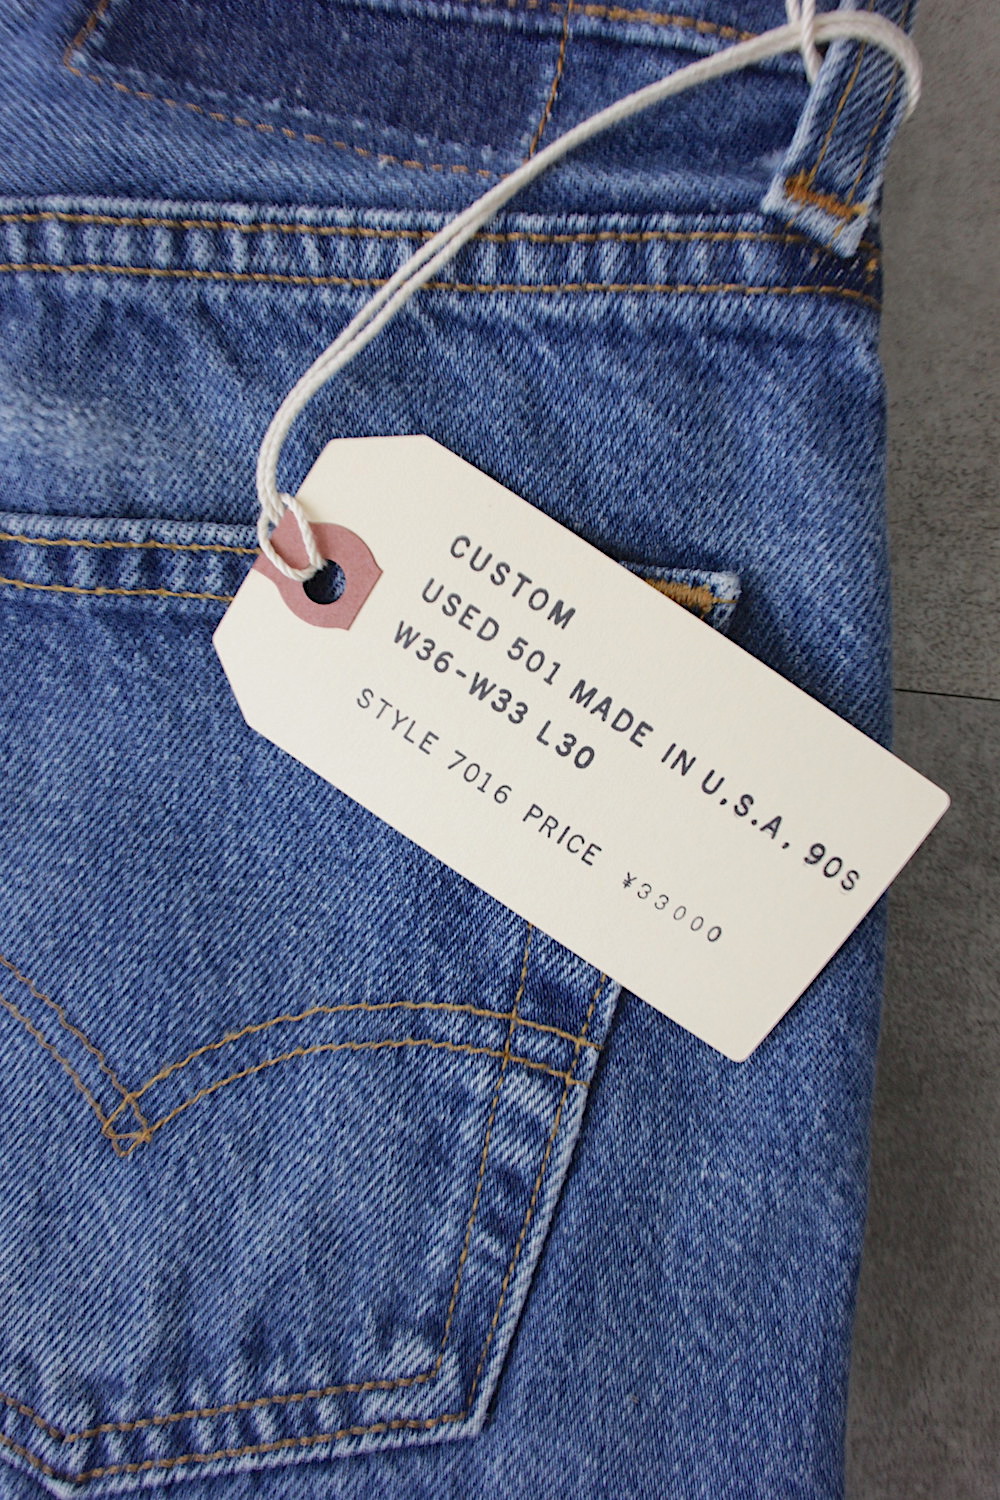 CUSTOM
USED 501 MADE IN U.S.A. 90S
W36-W33 L30
STYLE 7016 PRICE ¥33000